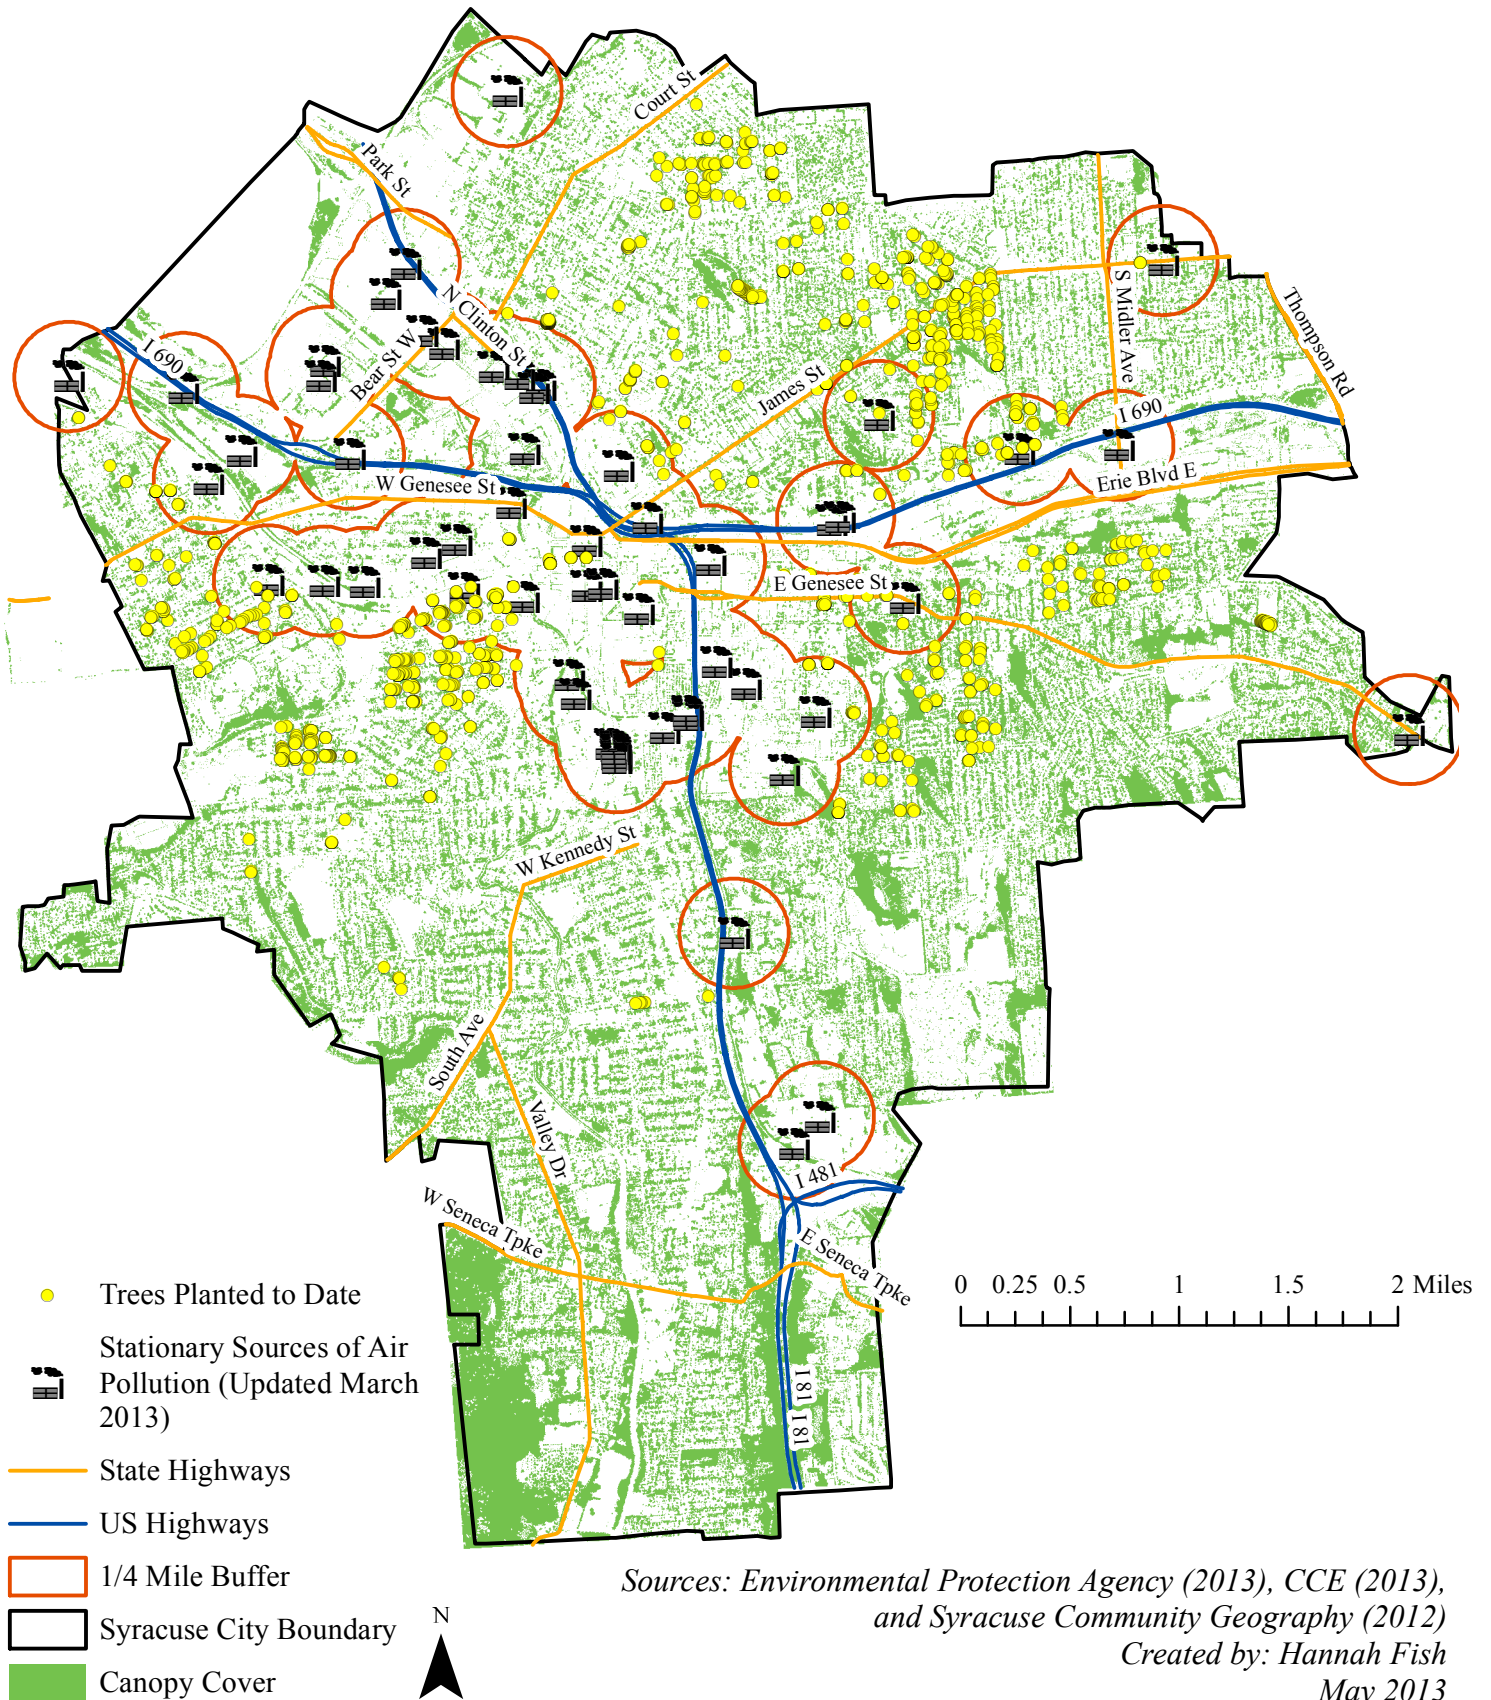 Court St
Park St
N Clinton St
S Midler Ave
Thompson Rd
I 690
Bear St W
James St
I 690
W Genesee St
Erie Blvd E
E Genesee St
W Kennedy St
South Ave
Valley Dr
I 481
W Seneca Tpke
E Seneca Tpke
I 81
I 81
0 0.25 0.5 1 1.5 2 Miles
Trees Planted to Date
Stationary Sources of Air
Pollution (Updated March
2013)
State Highways
US Highways
1/4 Mile Buffer
Syracuse City Boundary
Canopy Cover
N
Sources: Environmental Protection Agency (2013), CCE (2013),
and Syracuse Community Geography (2012)
Created by: Hannah Fish
May 2013